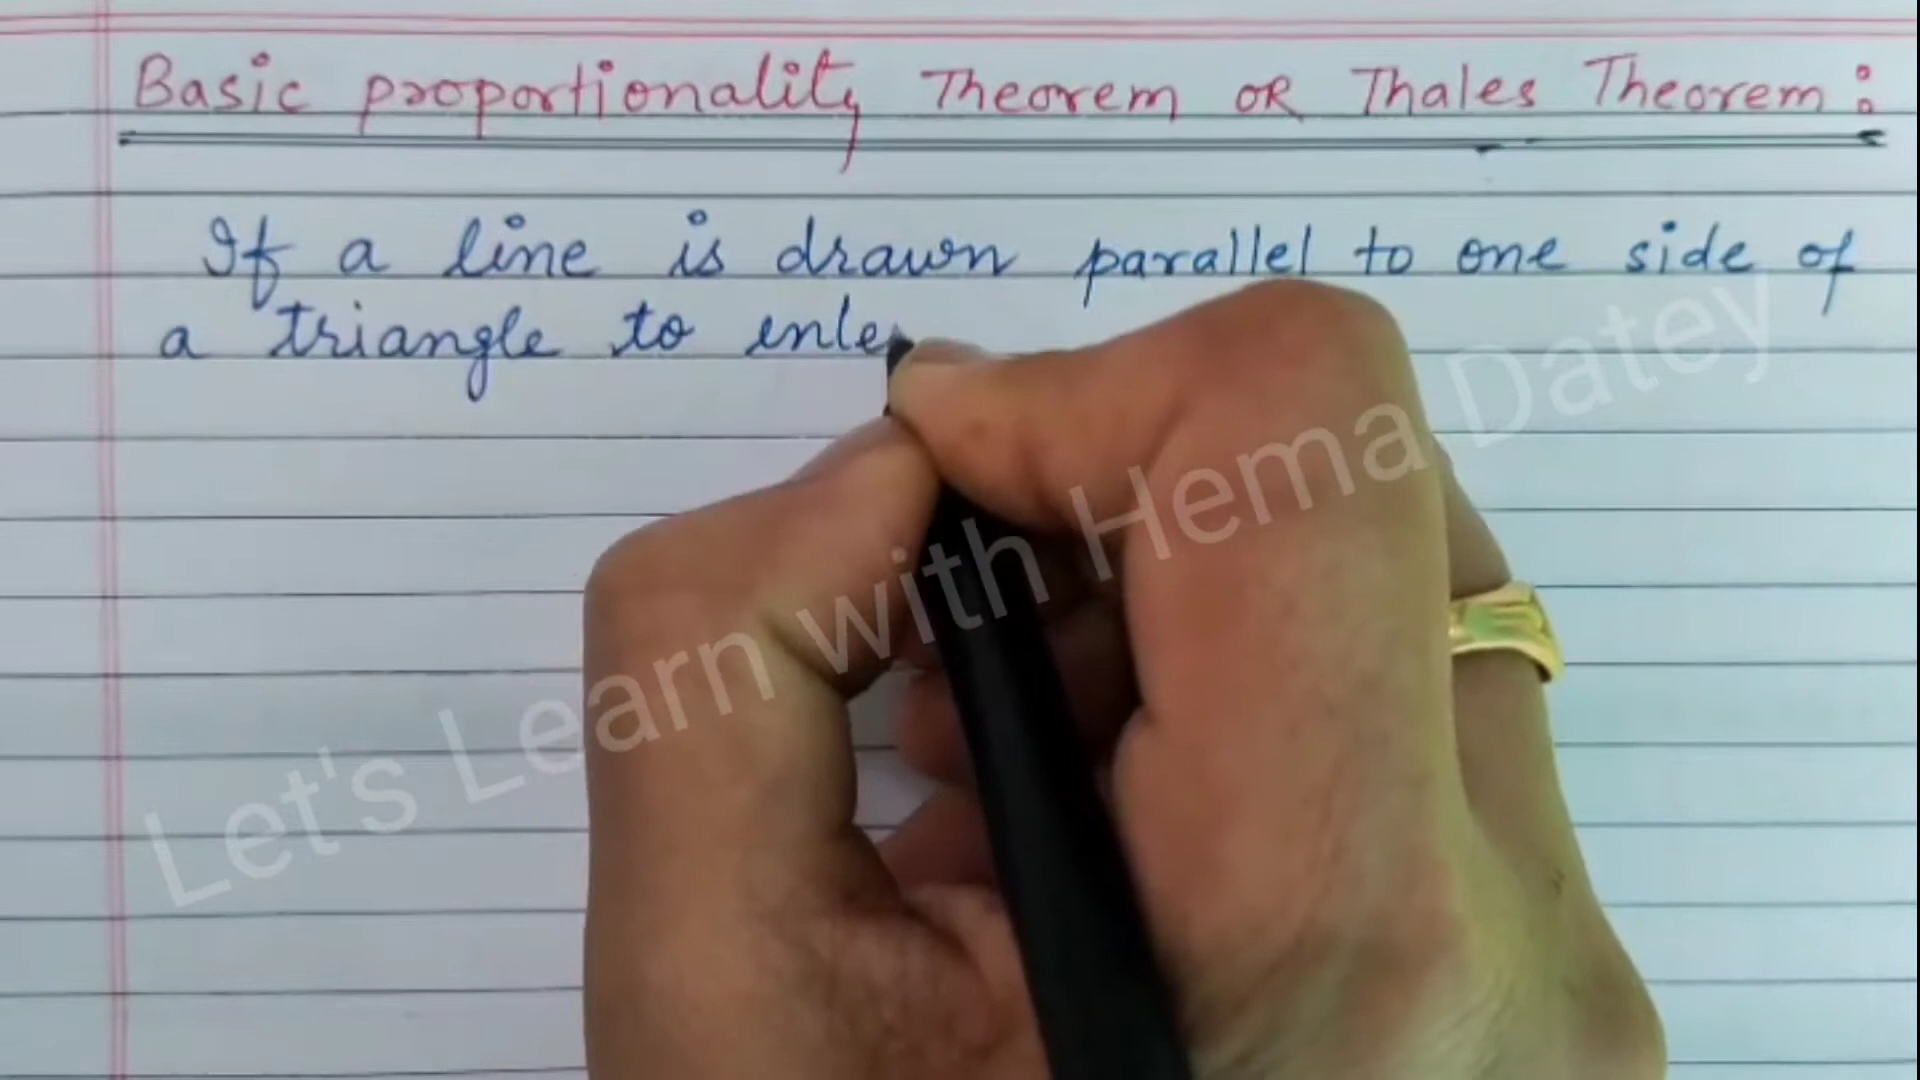 Basic proportionality Theorem OR Thales Theorem :
If a line is drawn parallel to one side of
a triangle to inte
Let's Learn with Hema Datey